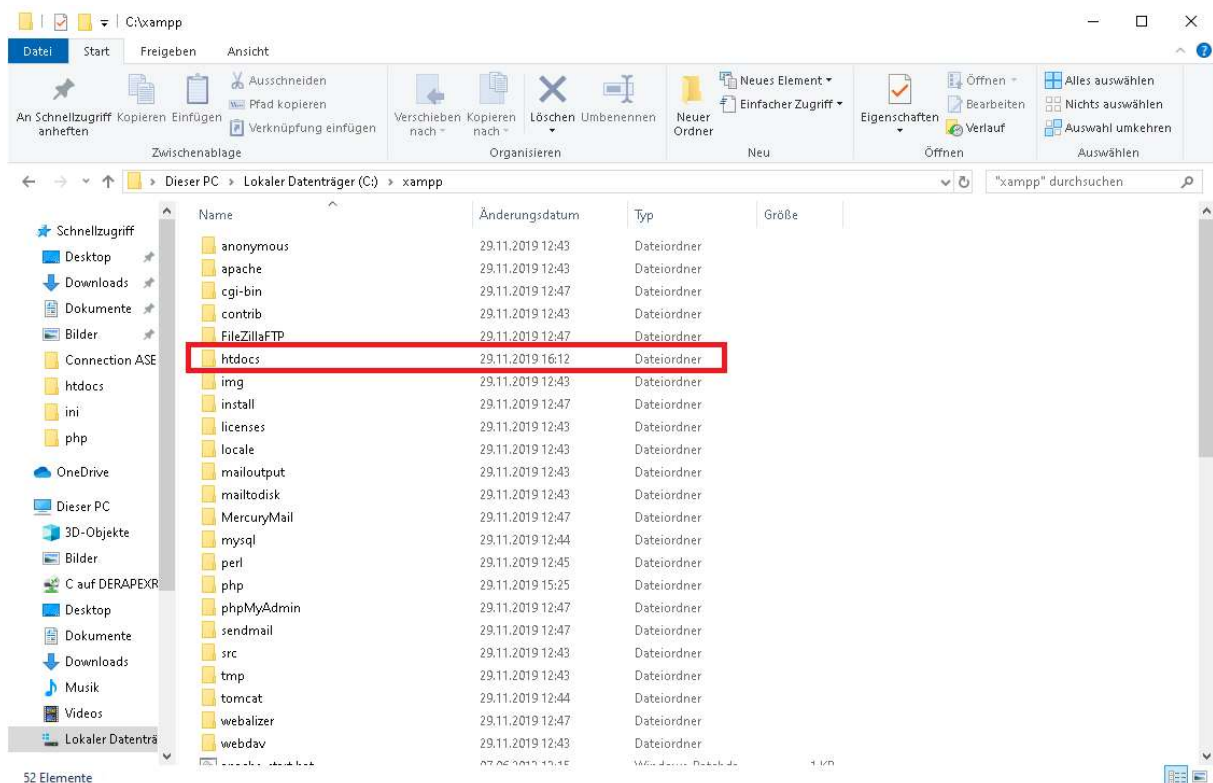 C:\xampp
Datei Start Freigeben Ansicht
An Schnellzugriff anheften
Kopieren
Einfügen
Ausschneiden
Pfad kopieren
Verknüpfung einfügen
Zwischenablage
Verschieben nach
Kopieren nach
Löschen
Umbenennen
Organisieren
Neuer Ordner
Neues Element
Einfacher Zugriff
Neu
Eigenschaften
Öffnen
Bearbeiten
Verlauf
Öffnen
Alles auswählen
Nichts auswählen
Auswahl umkehren
Auswählen
Dieser PC > Lokaler Datenträger (C:) > xampp
"xampp" durchsuchen
Schnellzugriff
Desktop
Downloads
Dokumente
Bilder
Connection ASE
htdocs
ini
php
OneDrive
Dieser PC
3D-Objekte
Bilder
C auf DERAPEXR
Desktop
Dokumente
Downloads
Musik
Videos
Lokaler Datenträ
Name Änderungsdatum Typ Größe
anonymous 29.11.2019 12:43 Dateiordner
apache 29.11.2019 12:43 Dateiordner
cgi-bin 29.11.2019 12:47 Dateiordner
contrib 29.11.2019 12:43 Dateiordner
FileZillaFTP 29.11.2019 12:47 Dateiordner
htdocs 29.11.2019 16:12 Dateiordner
img 29.11.2019 12:43 Dateiordner
install 29.11.2019 12:47 Dateiordner
licenses 29.11.2019 12:43 Dateiordner
locale 29.11.2019 12:43 Dateiordner
mailoutput 29.11.2019 12:43 Dateiordner
mailtodisk 29.11.2019 12:43 Dateiordner
MercuryMail 29.11.2019 12:47 Dateiordner
mysql 29.11.2019 12:44 Dateiordner
perl 29.11.2019 12:45 Dateiordner
php 29.11.2019 15:25 Dateiordner
phpMyAdmin 29.11.2019 12:47 Dateiordner
sendmail 29.11.2019 12:47 Dateiordner
src 29.11.2019 12:43 Dateiordner
tmp 29.11.2019 12:43 Dateiordner
tomcat 29.11.2019 12:44 Dateiordner
webalizer 29.11.2019 12:47 Dateiordner
webdav 29.11.2019 12:43 Dateiordner
52 Elemente